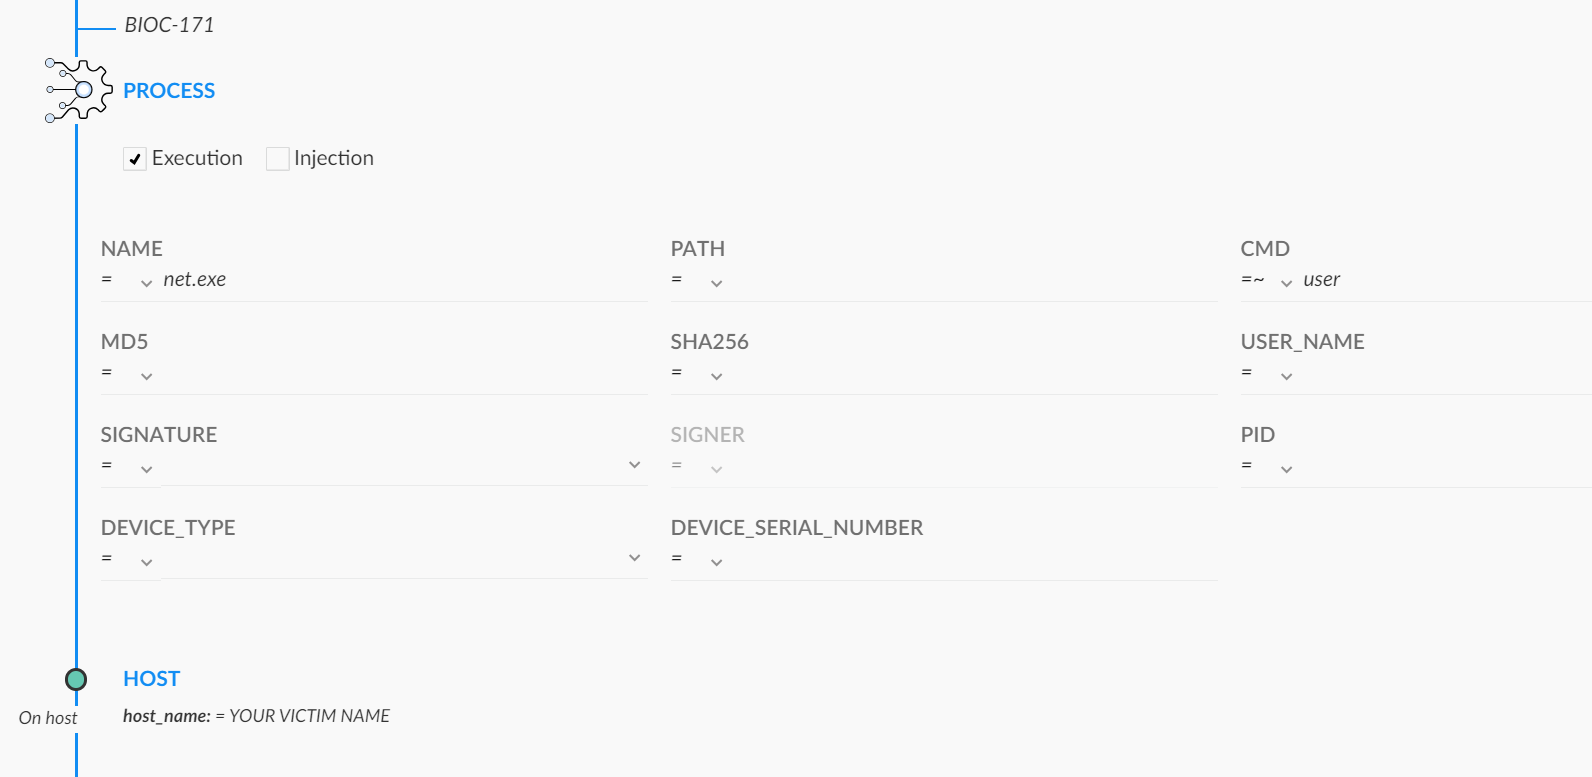 BIOC-171
PROCESS
Execution Injection
NAME PATH CMD
= net.exe = =~ user
MD5 SHA256 USER_NAME
= = =
SIGNATURE SIGNER PID
= = =
DEVICE_TYPE DEVICE_SERIAL_NUMBER
= =
HOST
On host host_name: = YOUR VICTIM NAME